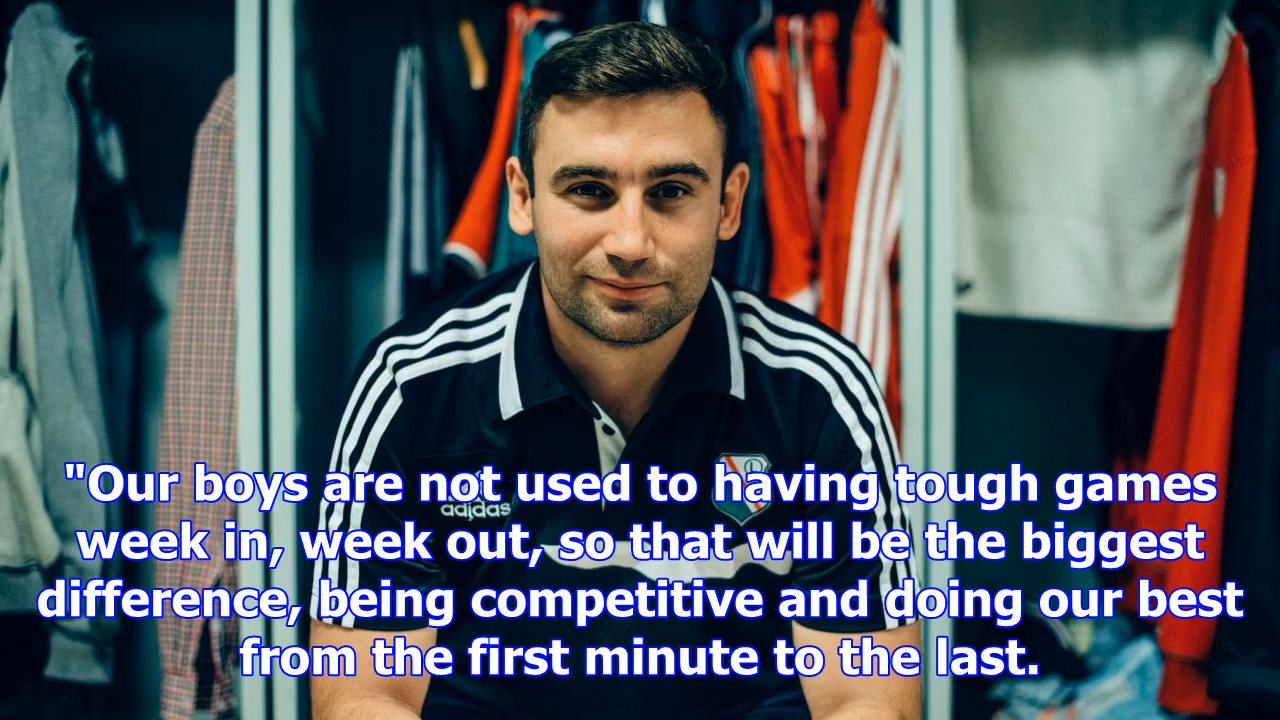 "Our boys are not used to having tough games
adidas
week in, week out, so that will be the biggest
difference, being competitive and doing our best
from the first minute to the last.